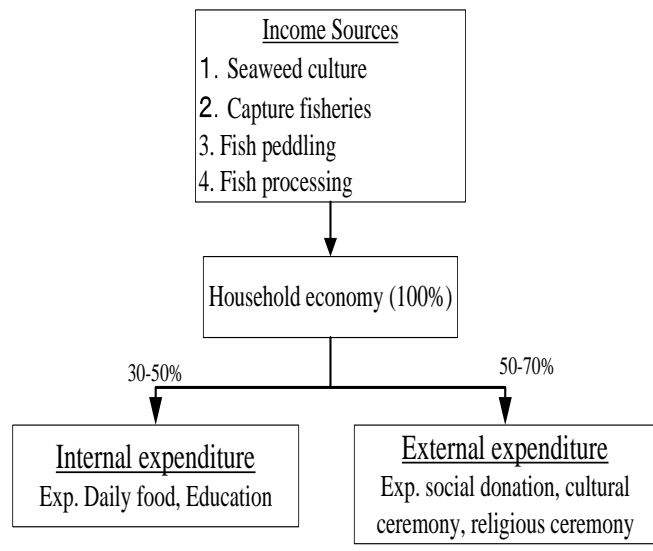 Income Sources
1. Seaweed culture
2. Capture fisheries
3. Fish peddling
4. Fish processing
Household economy (100%)
30-50%
50-70%
Internal expenditure
Exp. Daily food, Education
External expenditure
Exp. social donation, cultural
ceremony, religious ceremony